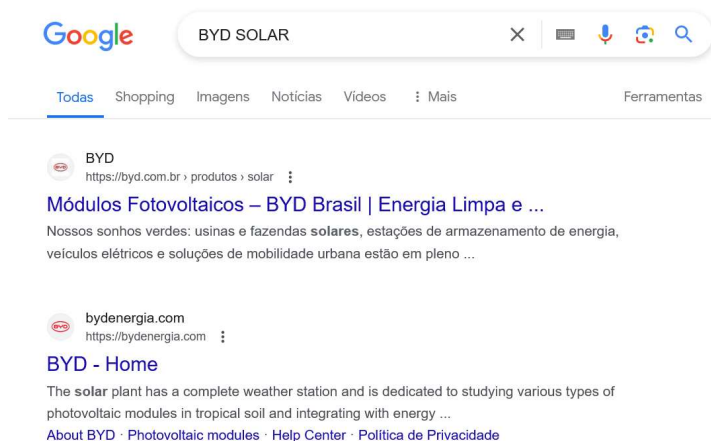 Google
BYD SOLAR
Todas Shopping Imagens Notícias Vídeos Mais Ferramentas
BYD
https://byd.com.br › produtos › solar
Módulos Fotovoltaicos – BYD Brasil | Energia Limpa e ...
Nossos sonhos verdes: usinas e fazendas solares, estações de armazenamento de energia,
veículos elétricos e soluções de mobilidade urbana estão em pleno ...
BYD
bydenergia.com
https://bydenergia.com
BYD - Home
The solar plant has a complete weather station and is dedicated to studying various types of
photovoltaic modules in tropical soil and integrating with energy ...
About BYD · Photovoltaic modules · Help Center · Política de Privacidade